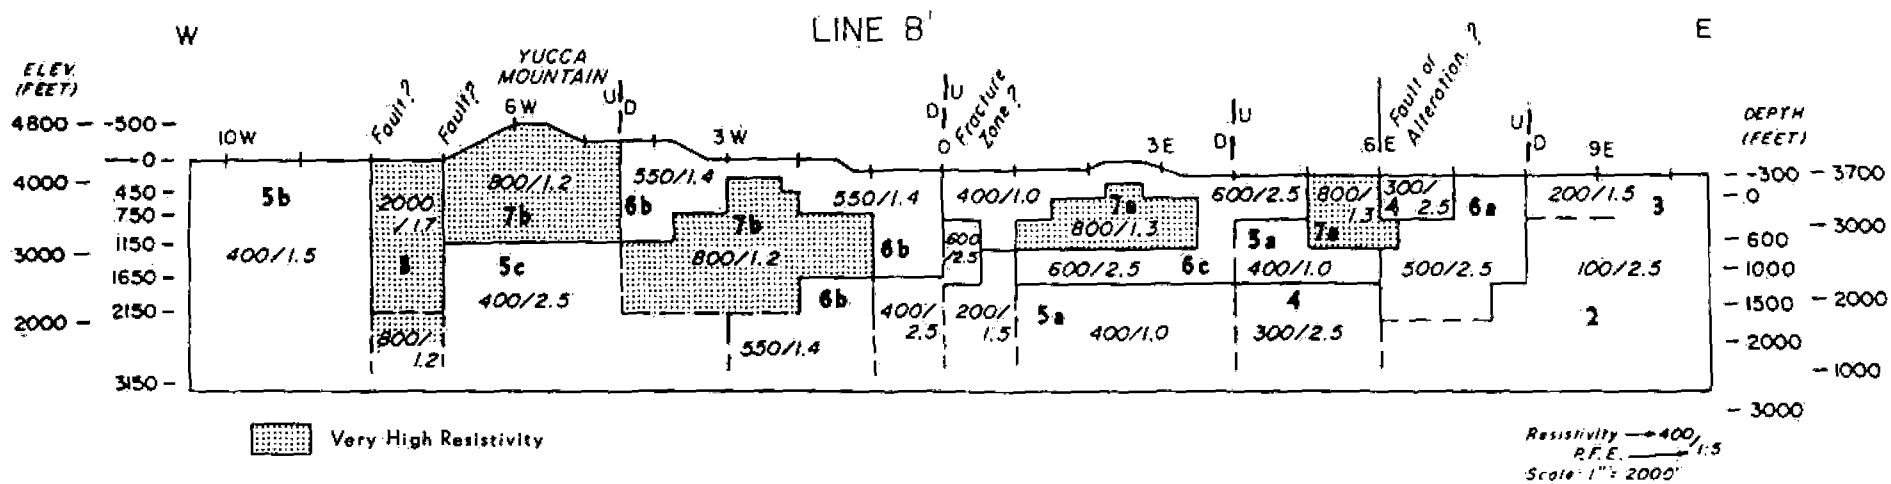 W
LINE 8'
E
ELEV.
(FEET)
Fault?
Fault?
YUCCA
MOUNTAIN
U D
D U
Fracture
Zone?
D U
Fault or
Alteration ?
U D
DEPTH
(FEET)
4800 - -500 -
10W
6W
3W
0
3E
6E
9E
- 0 -
-300 - 3700
4000 -
450 -
750 -
3000 -
1150 -
1650 -
2000 -
2150 -
3150 -
0
3000
600
1000
1500 - 2000
2000
1000
3000
5b
400/1.5
2000
/1.7
8
800/
1.2
800/1.2
7b
5c
400/2.5
550/1.4
6b
7b
800/1.2
6b
550/1.4
550/1.4
6b
400/
2.5
400/1.0
600
/2.5
200/
1.5
7a
800/1.3
600/2.5
6c
5a
400/1.0
600/2.5
5a
400/1.0
4
300/2.5
800/
1.3
7a
300/
2.5
4
6a
500/2.5
200/1.5
3
100/2.5
2
Very High Resistivity
Resistivity → 400/
P.F.E. → 1.5
Scale: 1" = 2000'